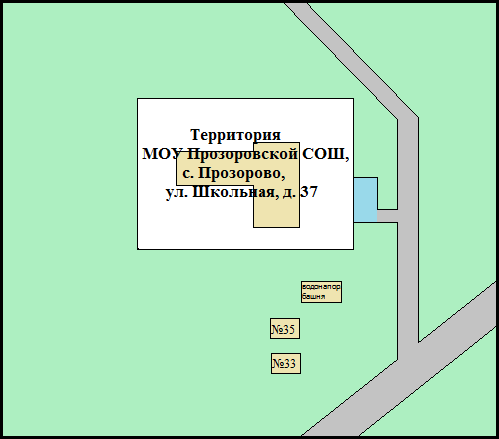 Территория
МОУ Прозоровской СОШ,
с. Прозорово,
ул. Школьная, д. 37
водонапор
башня
№35
№33